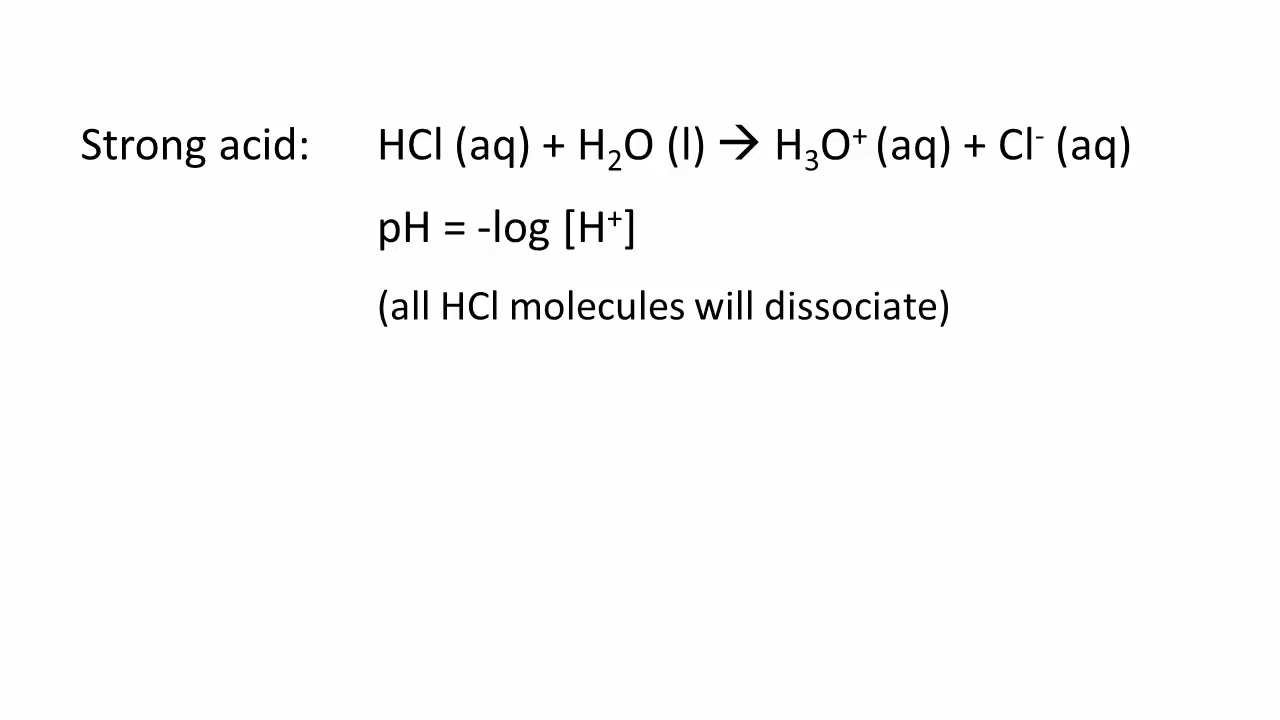 Strong acid: HCl (aq) + H₂O (l) → H₃O⁺ (aq) + Cl⁻ (aq)
pH = -log [H⁺]
(all HCl molecules will dissociate)